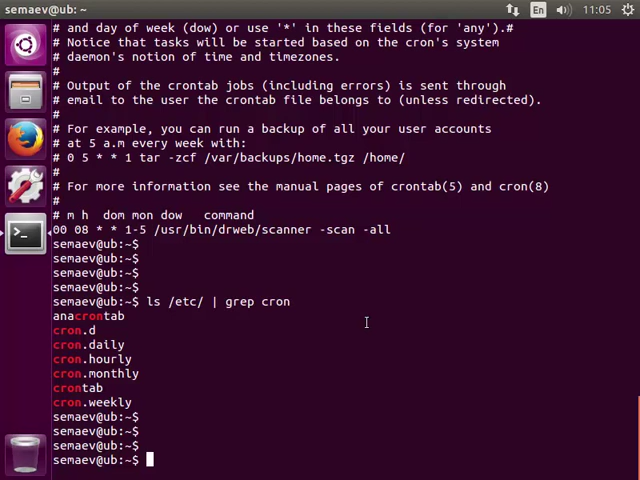 semaev@ub: ~
En
11:05
# and day of week (dow) or use '*' in these fields (for 'any').#
# Notice that tasks will be started based on the cron's system
# daemon's notion of time and timezones.
#
# Output of the crontab jobs (including errors) is sent through
# email to the user the crontab file belongs to (unless redirected).
#
# For example, you can run a backup of all your user accounts
# at 5 a.m every week with:
# 0 5 * * 1 tar -zcf /var/backups/home.tgz /home/
#
# For more information see the manual pages of crontab(5) and cron(8)
#
# m h  dom mon dow   command
00 08 * * 1-5 /usr/bin/drweb/scanner -scan -all
semaev@ub:~$
semaev@ub:~$
semaev@ub:~$
semaev@ub:~$
semaev@ub:~$ ls /etc/ | grep cron
anacrontab
cron.d
cron.daily
cron.hourly
cron.monthly
crontab
cron.weekly
semaev@ub:~$
semaev@ub:~$
semaev@ub:~$
semaev@ub:~$